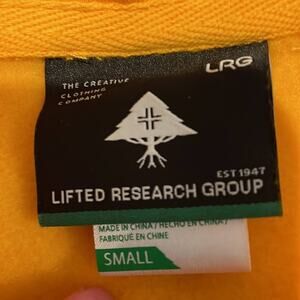 LRG
THE CREATIVE
CLOTHING
COMPANY
EST 1947
LIFTED RESEARCH GROUP
MADE IN CHINA / HECHO EN CHINA /
FABRIQUÉ EN CHINE
SMALL